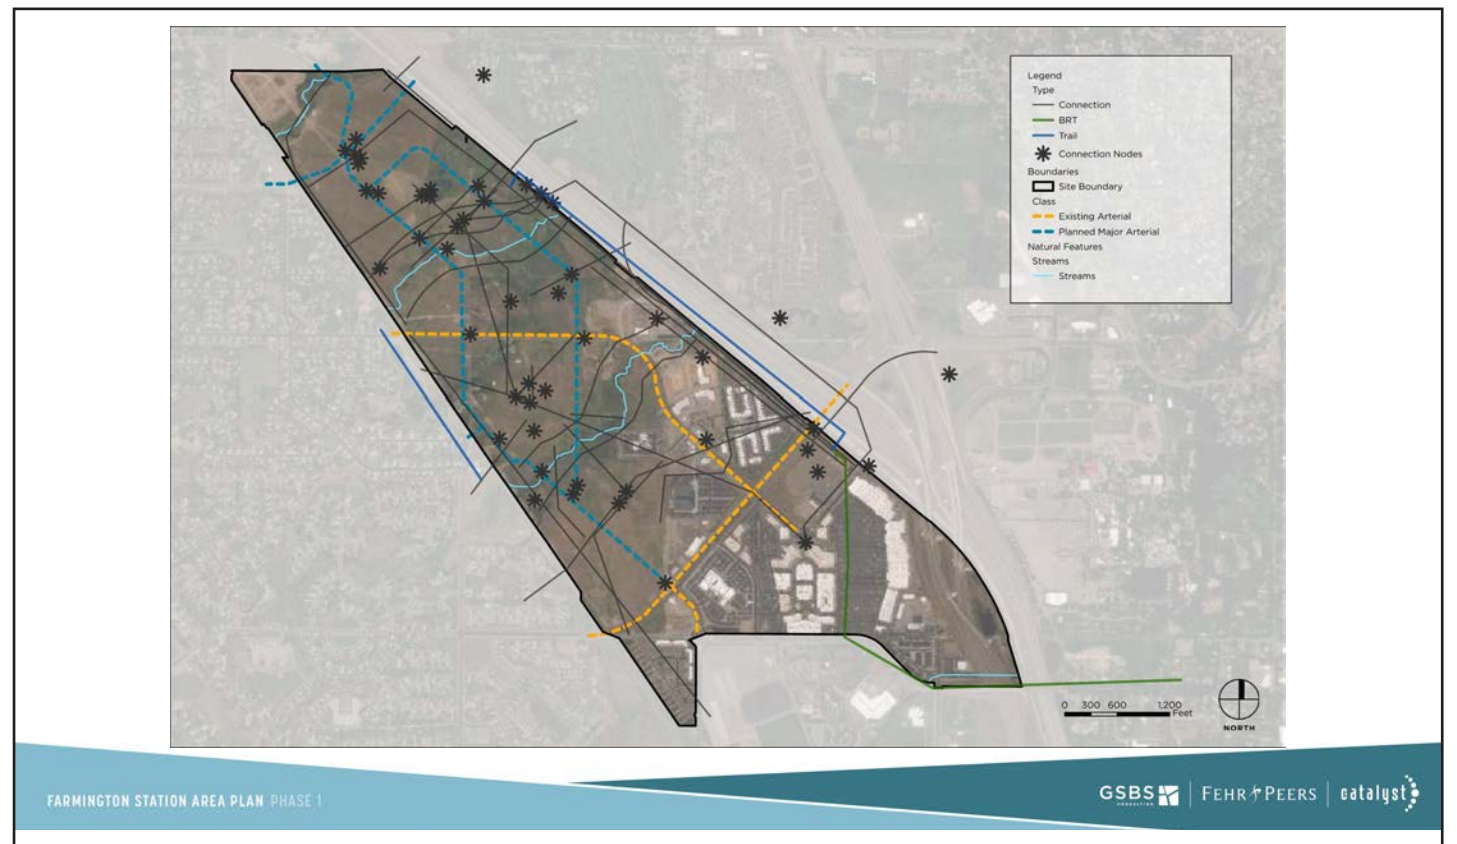 Legend
Type
Connection
BRT
Trail
Connection Nodes
Boundaries
Site Boundary
Class
Existing Arterial
Planned Major Arterial
Natural Features
Streams
Streams
0 300 600 1,200
Feet
NORTH
FARMINGTON STATION AREA PLAN PHASE 1
GSBS
CONSULTING
FEHR PEERS
catalyst